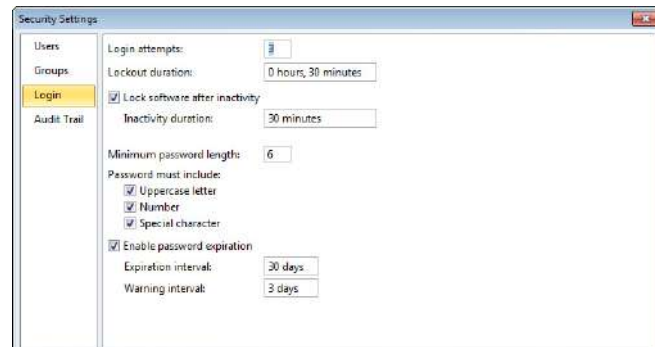 Security Settings
Users
Groups
Login
Audit Trail
Login attempts: 3
Lockout duration: 0 hours, 30 minutes
Lock software after inactivity
Inactivity duration: 30 minutes
Minimum password length: 6
Password must include:
Uppercase letter
Number
Special character
Enable password expiration
Expiration interval: 30 days
Warning interval: 3 days